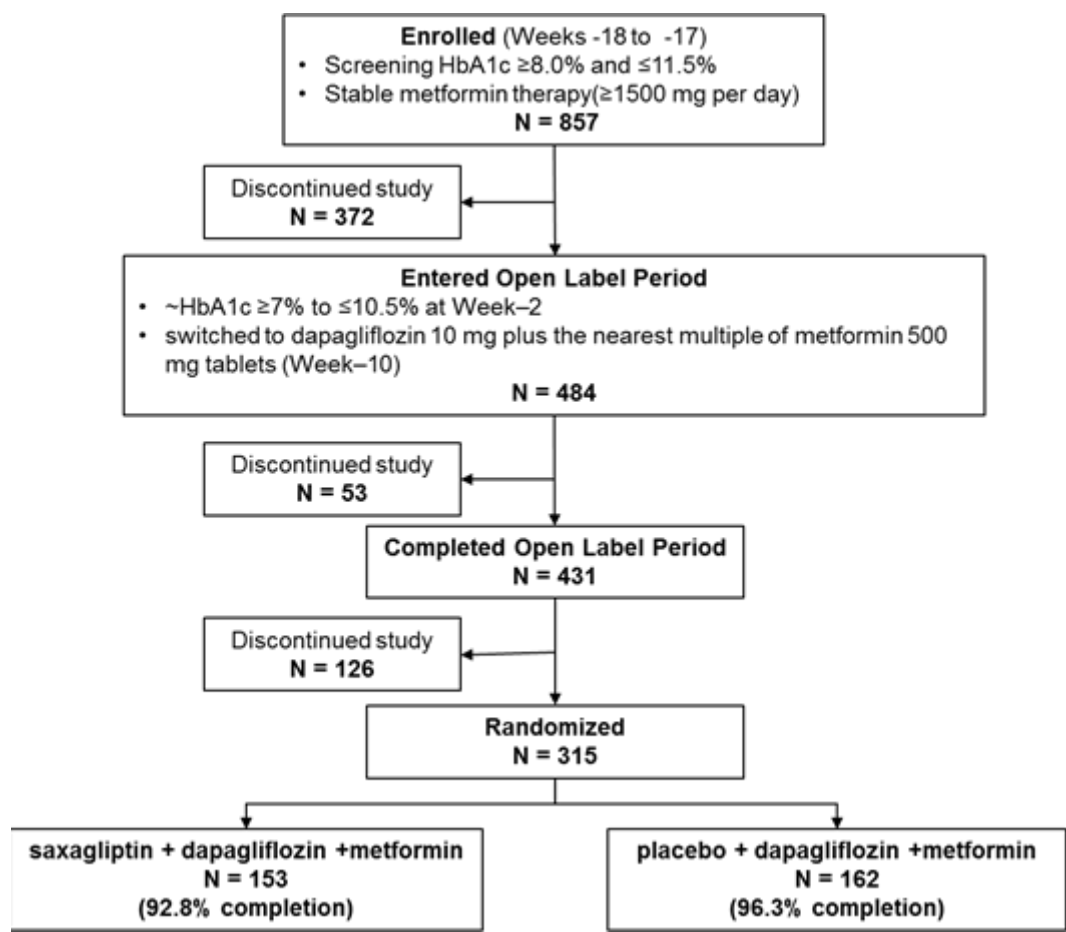 Enrolled (Weeks -18 to -17)
• Screening HbA1c ≥8.0% and ≤11.5%
• Stable metformin therapy(≥1500 mg per day)
N = 857
Discontinued study
N = 372
Entered Open Label Period
• ~HbA1c ≥7% to ≤10.5% at Week–2
• switched to dapagliflozin 10 mg plus the nearest multiple of metformin 500
mg tablets (Week–10)
N = 484
Discontinued study
N = 53
Completed Open Label Period
N = 431
Discontinued study
N = 126
Randomized
N = 315
saxagliptin + dapagliflozin +metformin
N = 153
(92.8% completion)
placebo + dapagliflozin +metformin
N = 162
(96.3% completion)